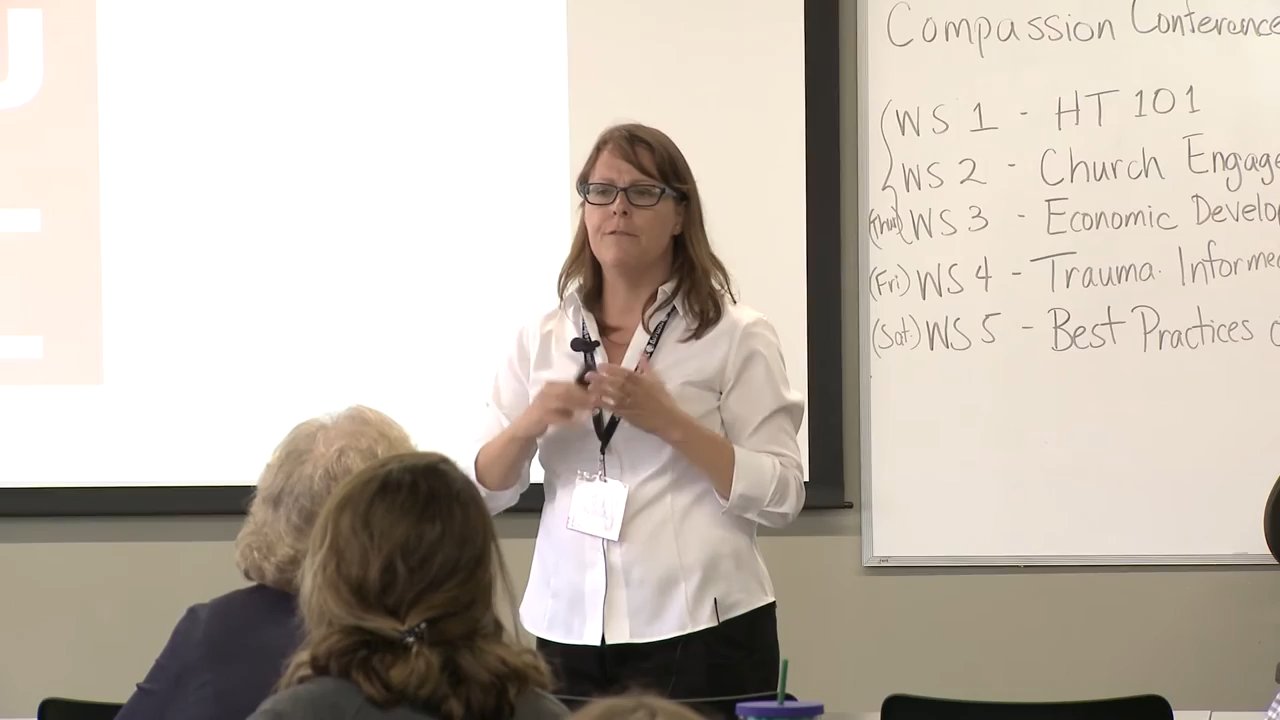 Compassion Conference
WS 1 - HT 101
WS 2 - Church Engage
(Thur) WS 3 - Economic Develo
(Fri) WS 4 - Trauma Informed
(Sat) WS 5 - Best Practices